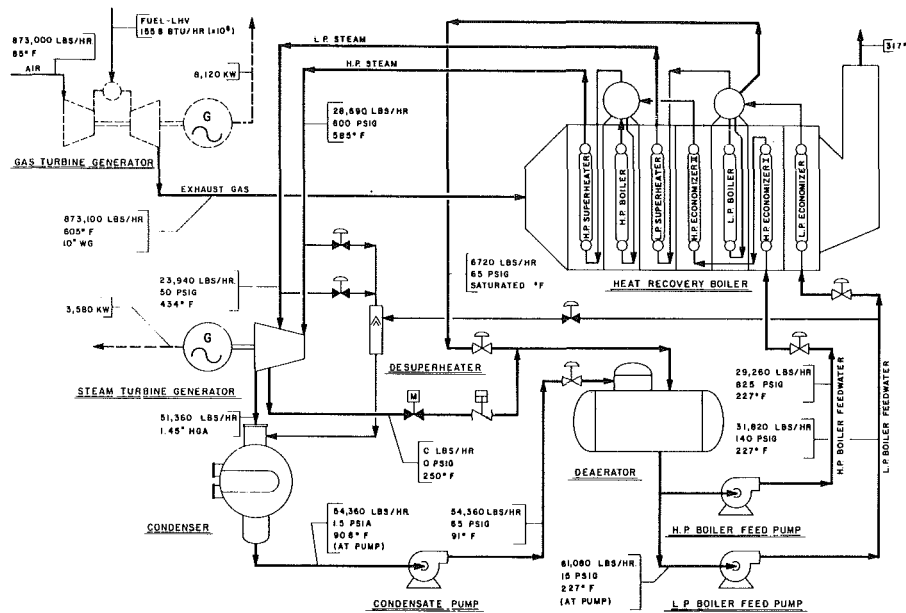 873,000 LBS/HR
85° F
AIR
FUEL-LHV
155.8 BTU/HR (x10⁶)
8,120 KW
G
GAS TURBINE GENERATOR
L.P. STEAM
H.P. STEAM
28,690 LBS/HR
600 PSIG
585° F
EXHAUST GAS
873,100 LBS/HR
605° F
10" WG
317°
H.P. SUPERHEATER
H.P. BOILER
L.P. SUPERHEATER
H.P. ECONOMIZER II
L.P. BOILER
H.P. ECONOMIZER I
L.P. ECONOMIZER
HEAT RECOVERY BOILER
6720 LBS/HR
65 PSIG
SATURATED °F
23,940 LBS/HR
50 PSIG
434° F
3,580 KW
G
STEAM TURBINE GENERATOR
DESUPERHEATER
51,360 LBS/HR
1.45" HGA
M
C LBS/HR
0 PSIG
250° F
DEAERATOR
29,260 LBS/HR
825 PSIG
227° F
31,820 LBS/HR
140 PSIG
227° F
H.P. BOILER FEEDWATER
L.P. BOILER FEEDWATER
CONDENSER
54,360 LBS/HR
1.5 PSIA
90.8° F
(AT PUMP)
CONDENSATE PUMP
54,360 LBS/HR
65 PSIG
91° F
H.P. BOILER FEED PUMP
61,080 LBS/HR
15 PSIG
227° F
(AT PUMP)
L.P. BOILER FEED PUMP